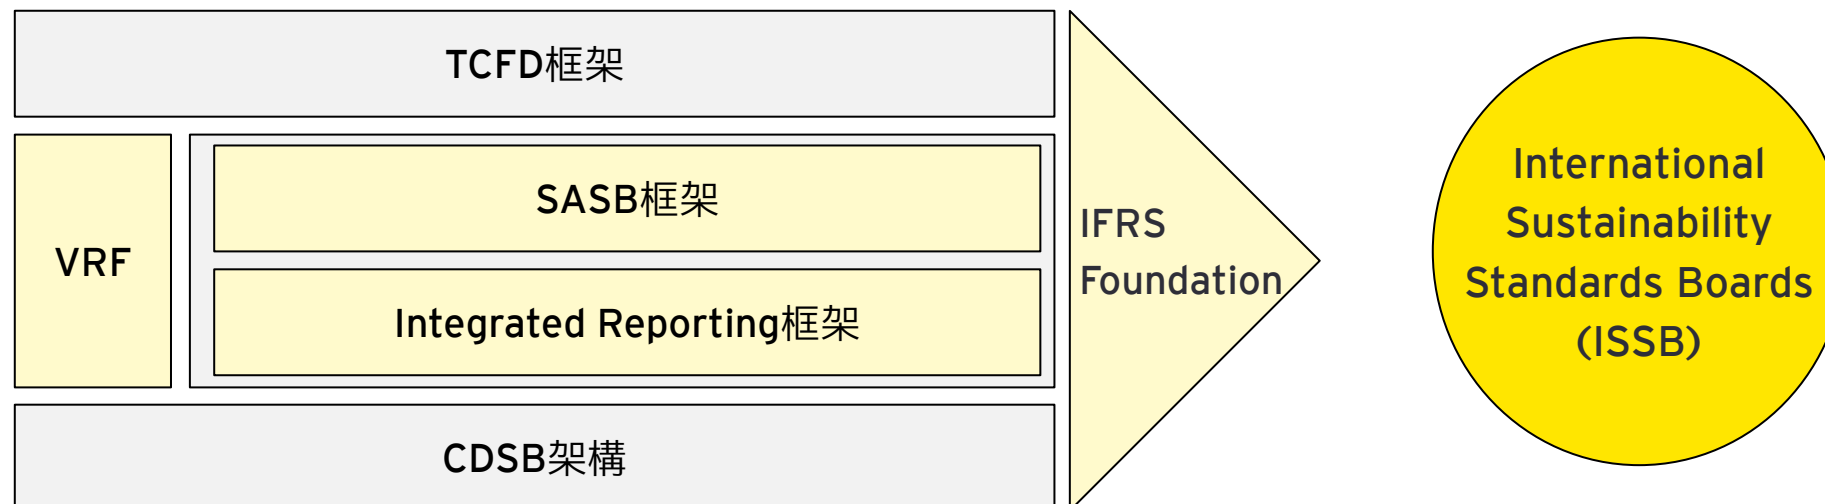 TCFD框架
VRF
SASB框架
Integrated Reporting框架
CDSB架構
IFRS
Foundation
International
Sustainability
Standards Boards
(ISSB)